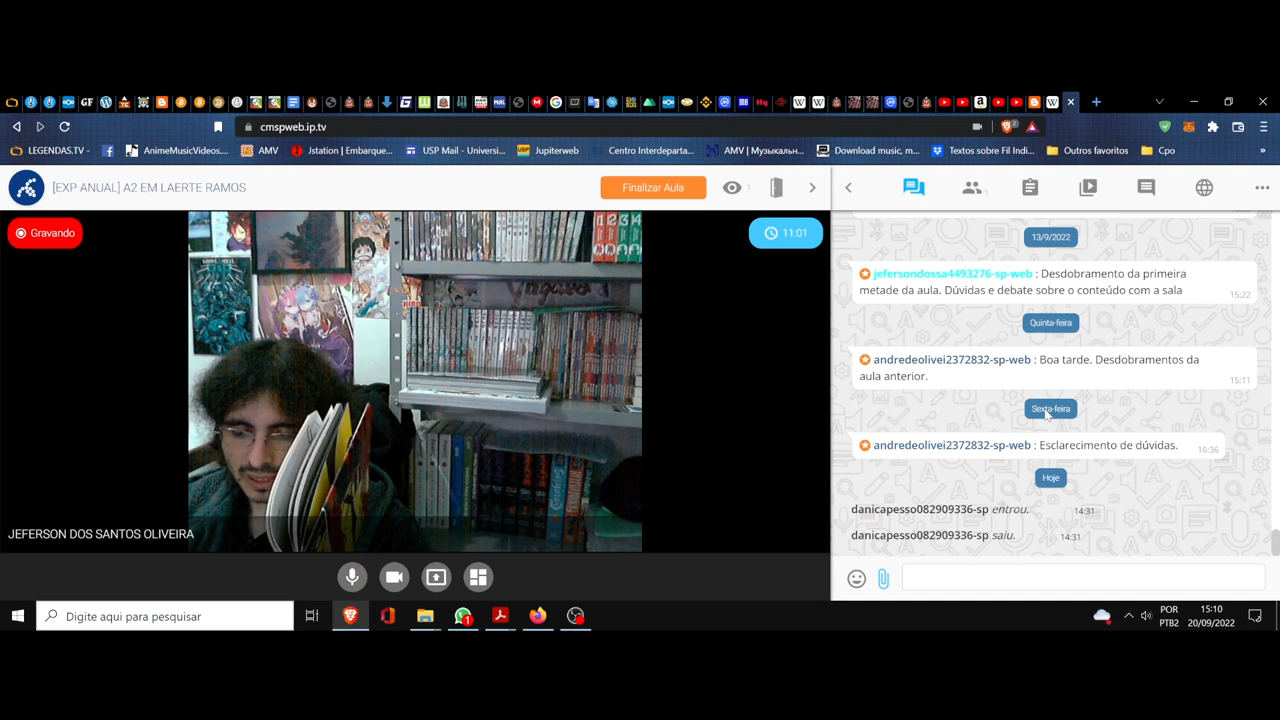 cmspweb.ip.tv
2
LEGENDAS.TV -
AnimeMusicVideos...
AMV
Jstation | Embarque...
USP Mail - Universi...
Jupiterweb
Centro Interdeparta...
AMV | Музыкальн...
Download music, m...
Textos sobre Fil Indi...
Outros favoritos
Cpo
»
[EXP ANUAL] A2 EM LAERTE RAMOS
Finalizar Aula
1
1
Gravando
11:01
JEFERSON DOS SANTOS OLIVEIRA
13/9/2022
jefersondossa4493276-sp-web : Desdobramento da primeira
metade da aula. Dúvidas e debate sobre o conteúdo com a sala
15:22
Quinta-feira
andredeolivei2372832-sp-web : Boa tarde. Desdobramentos da
aula anterior.
15:11
Sexta-feira
andredeolivei2372832-sp-web : Esclarecimento de dúvidas.
16:36
Hoje
danicapesso082909336-sp entrou.
14:31
danicapesso082909336-sp saiu.
14:31
Digite aqui para pesquisar
1
POR
PTB2
15:10
20/09/2022